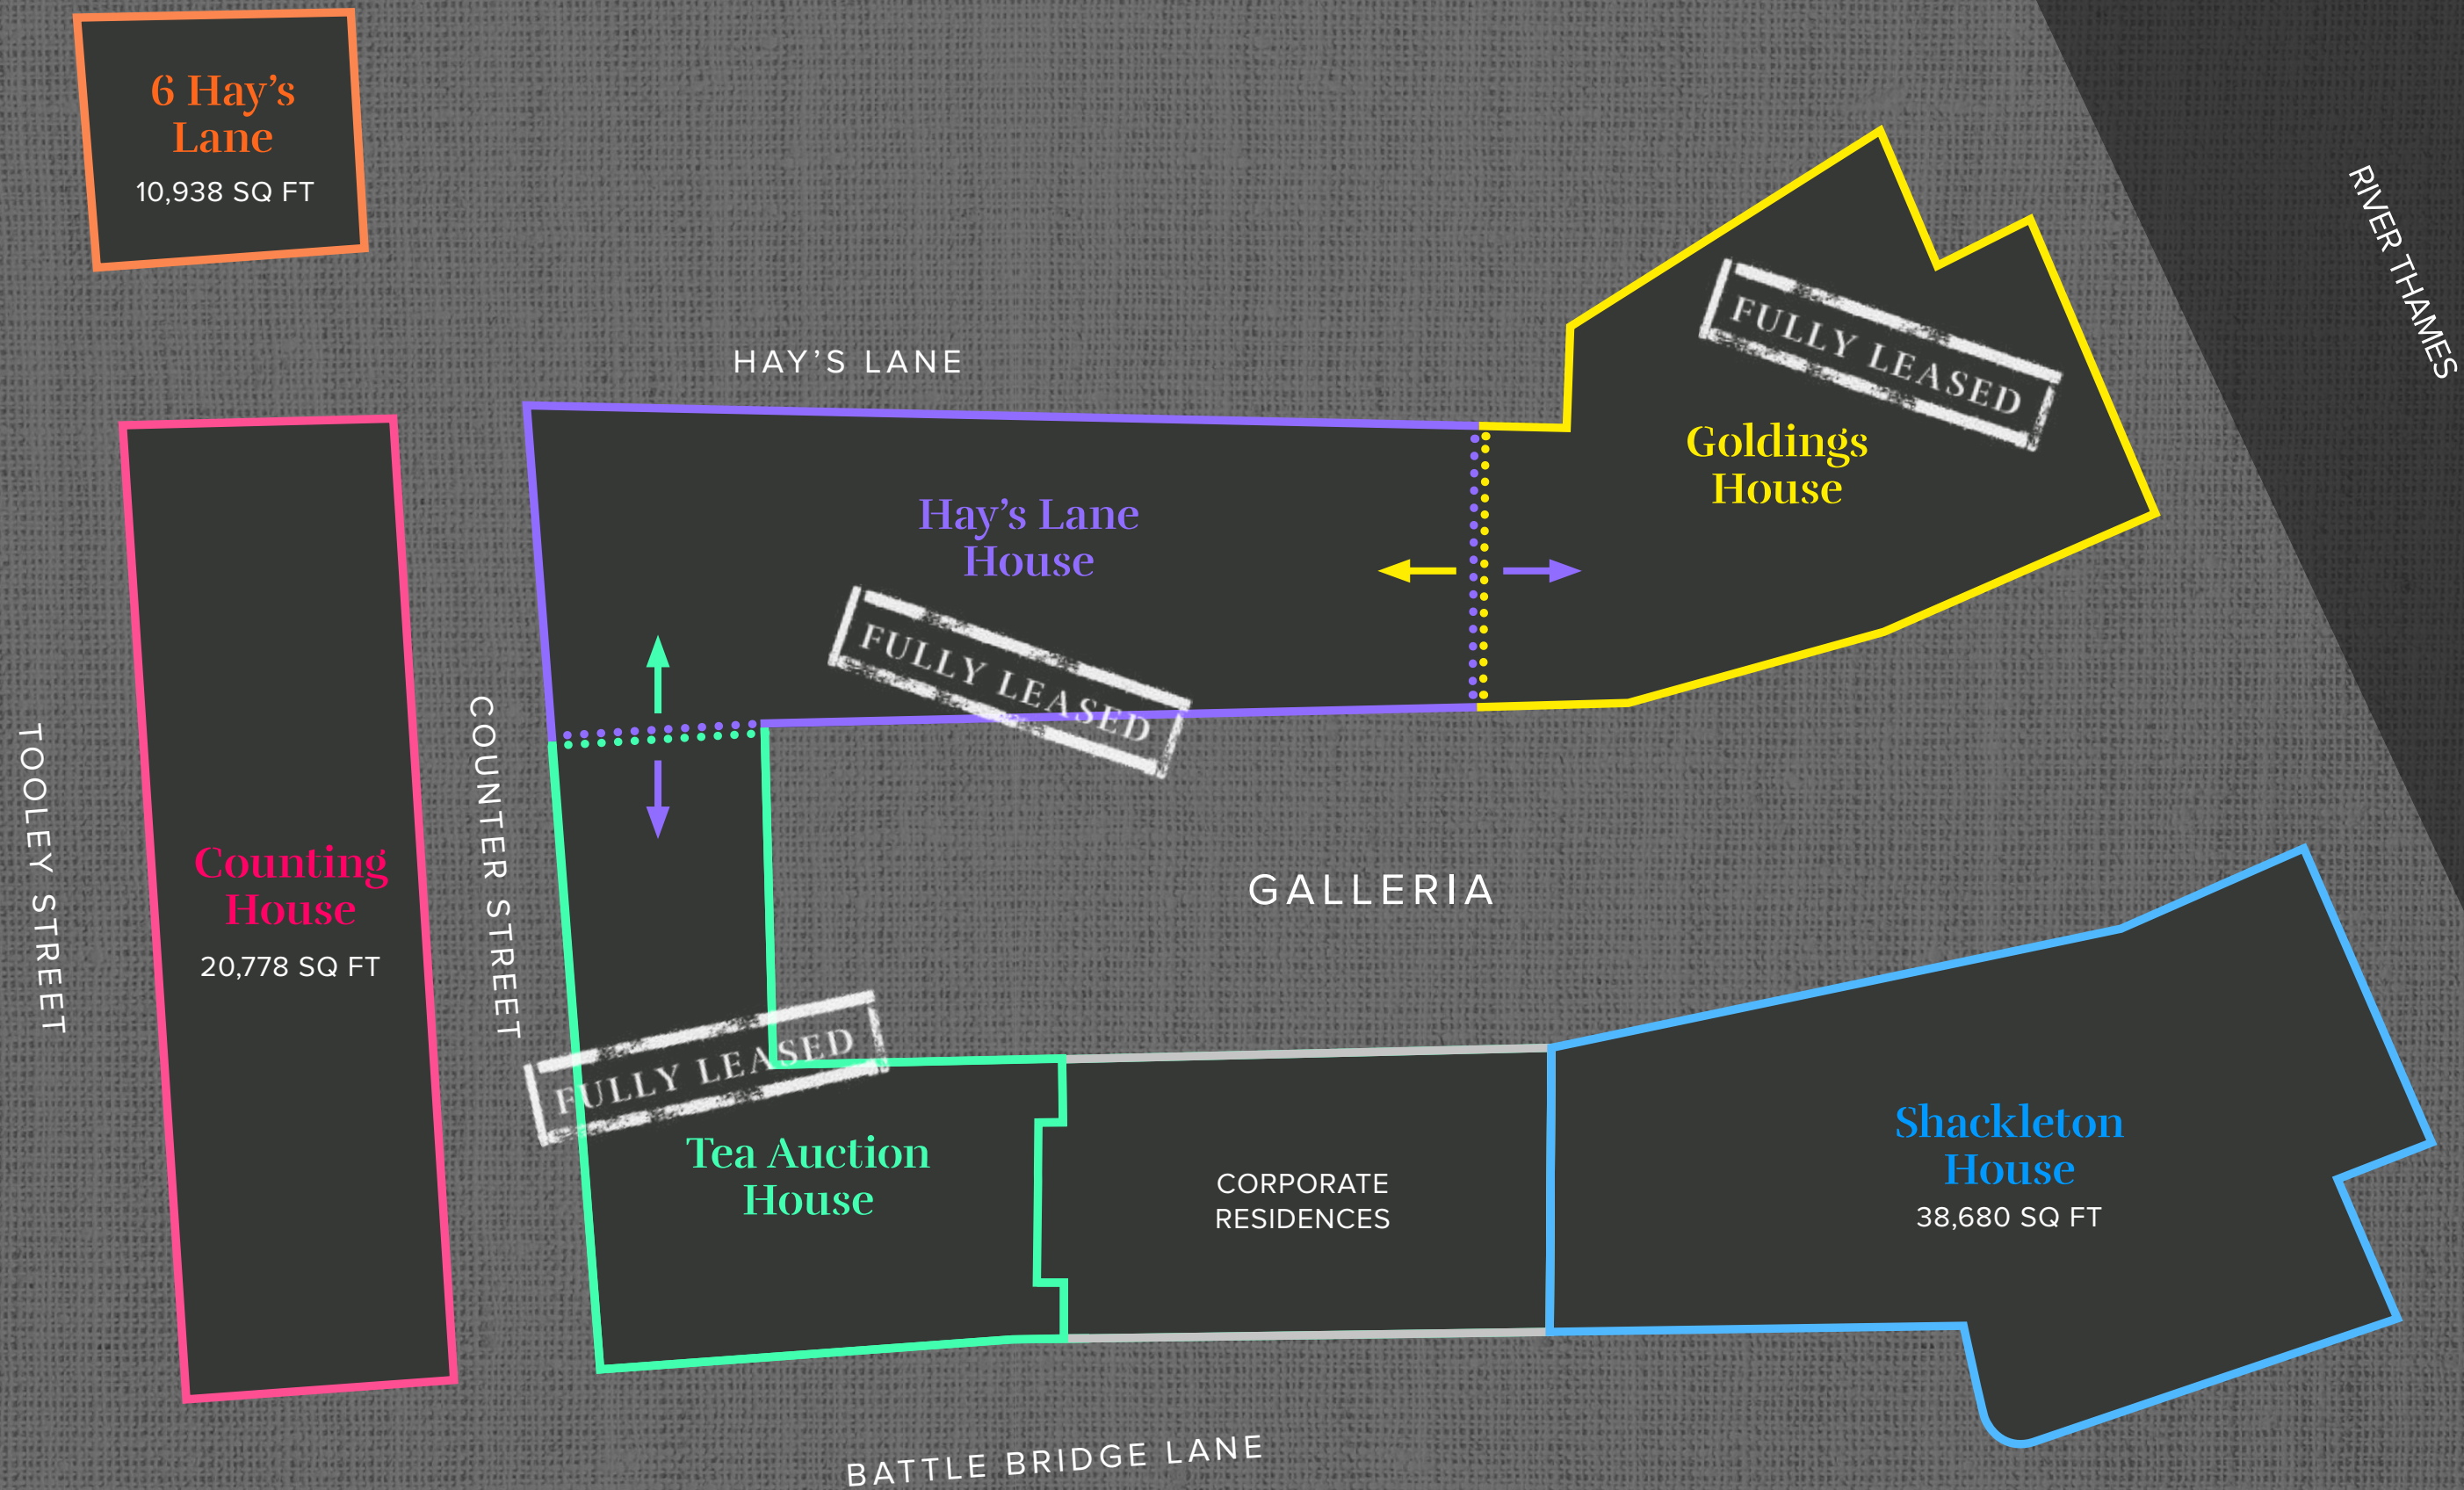 6 Hay’s
Lane
10,938 SQ FT
RIVER THAMES
HAY’S LANE
FULLY LEASED
Goldings
House
Hay’s Lane
House
FULLY LEASED
TOOLEY STREET
COUNTER STREET
Counting
House
20,778 SQ FT
GALLERIA
FULLY LEASED
Tea Auction
House
CORPORATE
RESIDENCES
Shackleton
House
38,680 SQ FT
BATTLE BRIDGE LANE